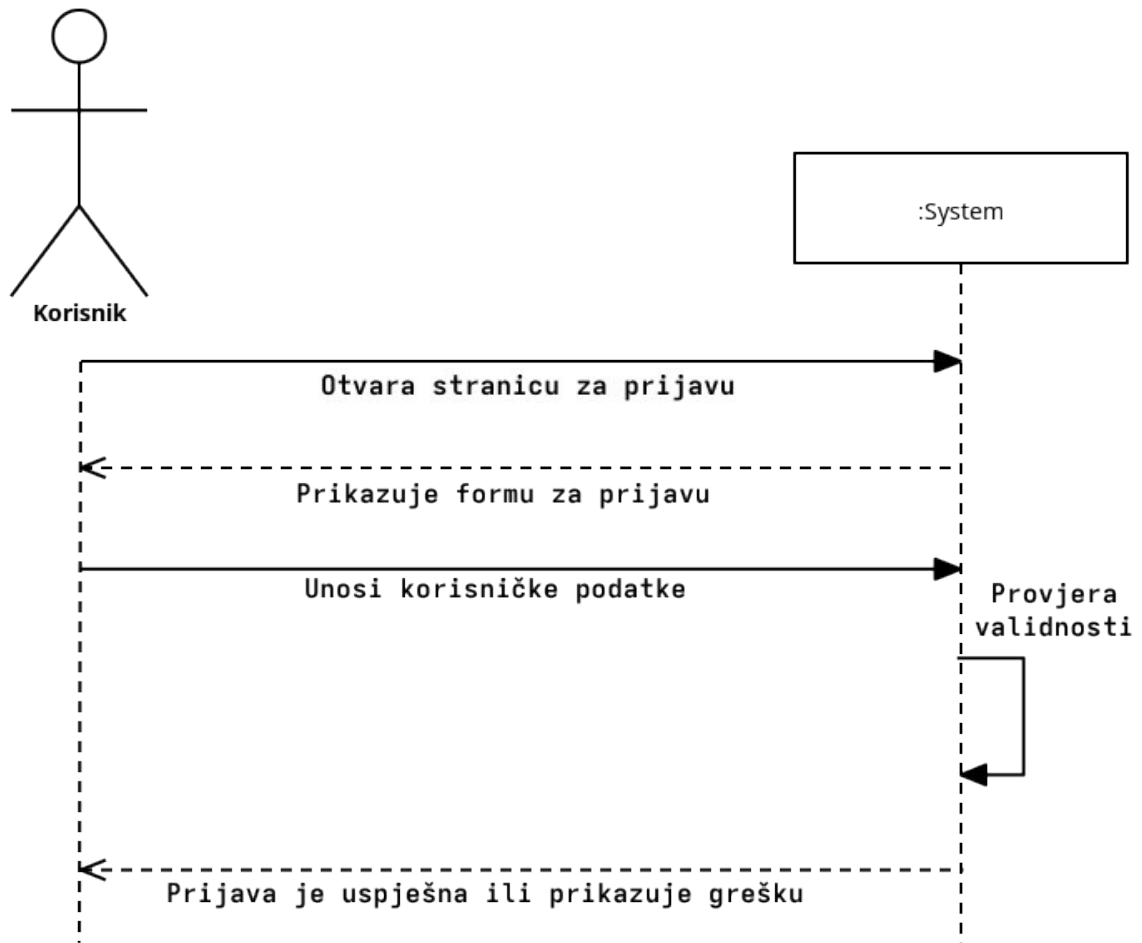 :System
Korisnik
Otvara stranicu za prijavu
Prikazuje formu za prijavu
Unosi korisničke podatke
Provjera
validnosti
Prijava je uspješna ili prikazuje grešku